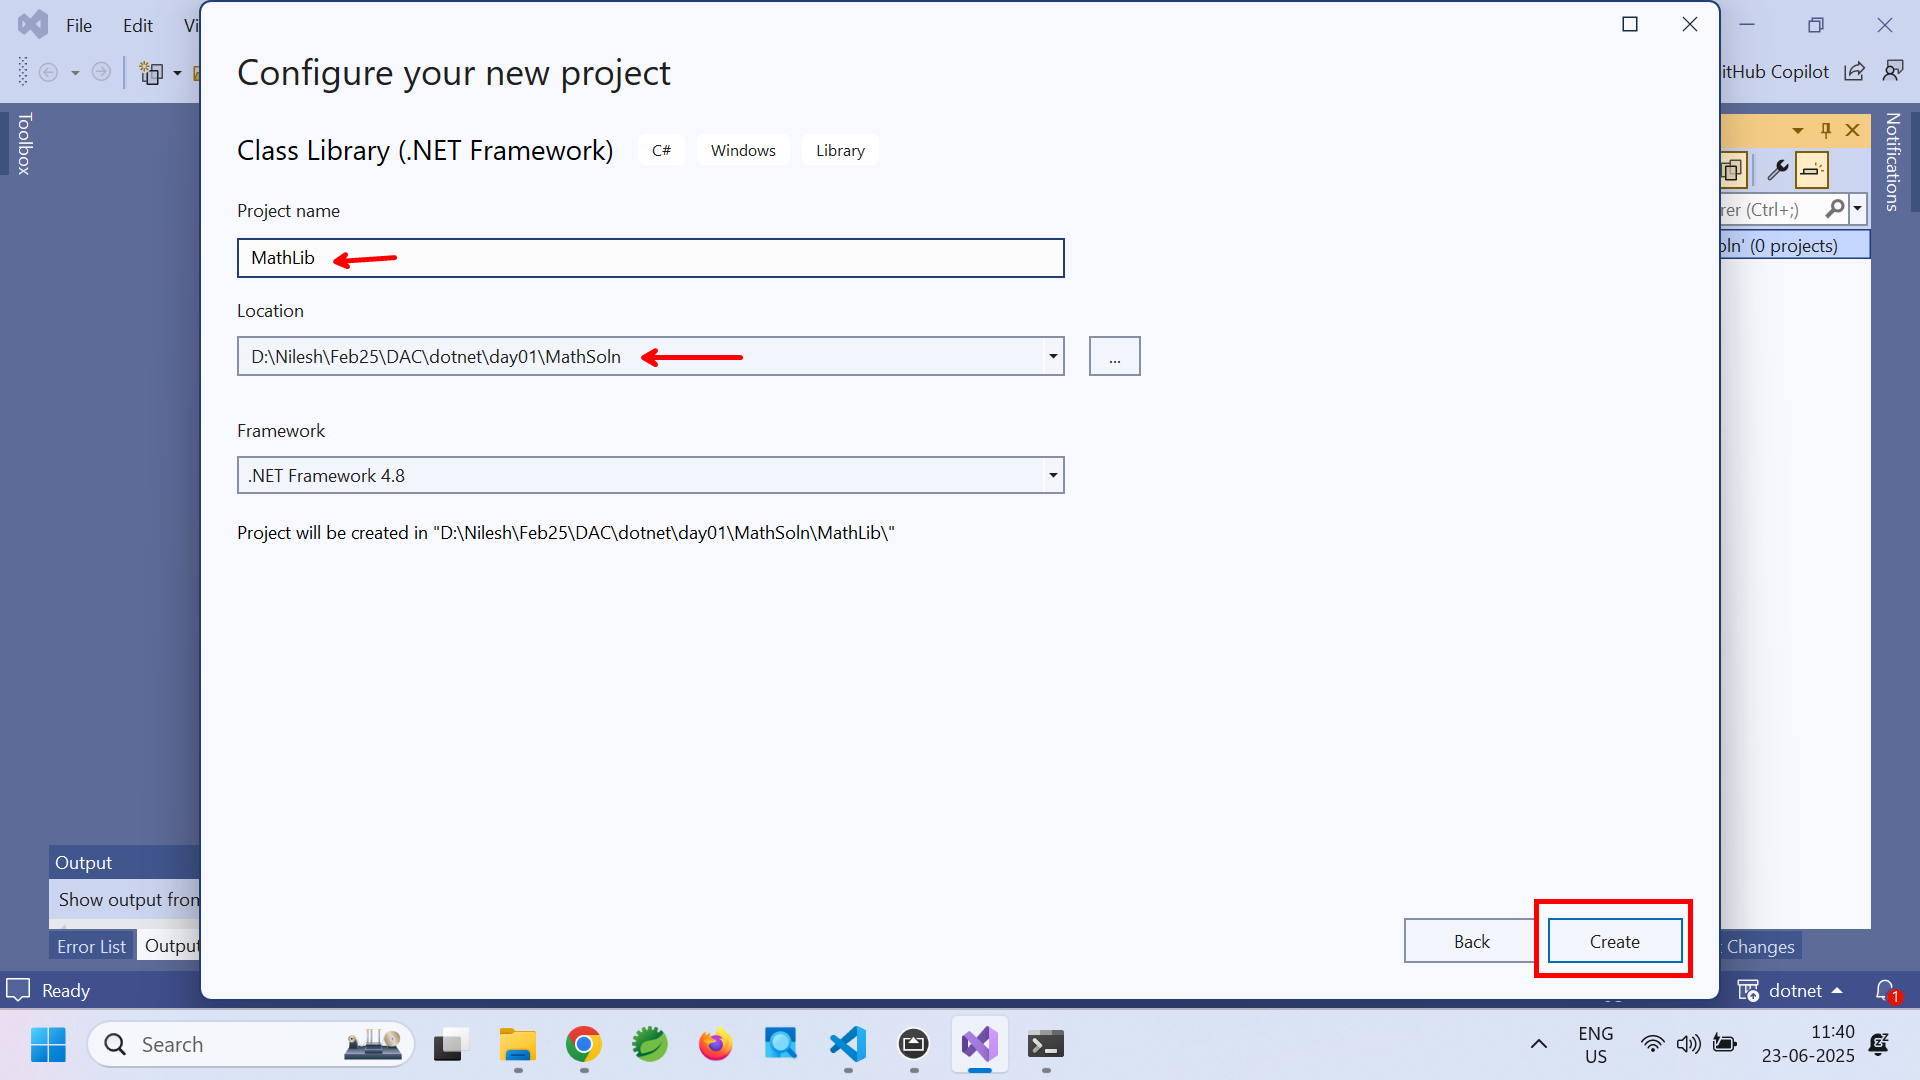 File Edit Vi
itHub Copilot
Toolbox
Configure your new project
Class Library (.NET Framework) C# Windows Library
Project name
MathLib
Location
D:\Nilesh\Feb25\DAC\dotnet\day01\MathSoln
...
Framework
.NET Framework 4.8
Project will be created in "D:\Nilesh\Feb25\DAC\dotnet\day01\MathSoln\MathLib\"
Back Create
Notifications
rer (Ctrl+;)
oln' (0 projects)
Output
Show output from
Error List Output
Changes
Ready
dotnet
1
Search
ENG
US
11:40
23-06-2025